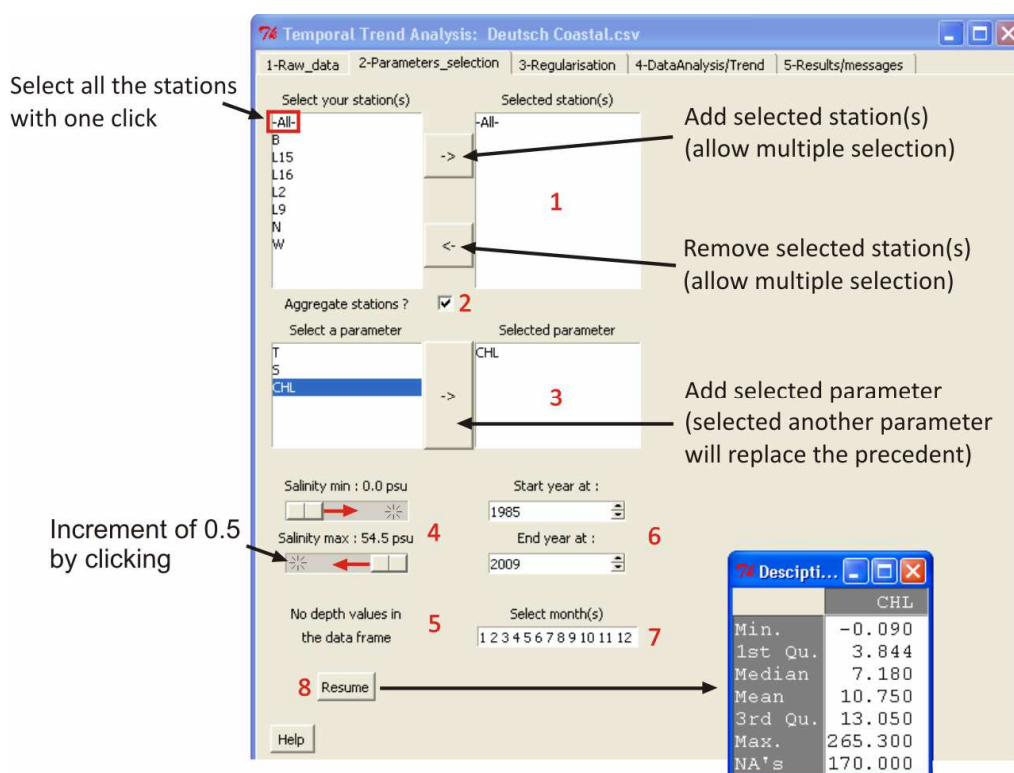 Temporal Trend Analysis: Deutsch Coastal.csv
1-Raw_data 2-Parameters_selection 3-Regularisation 4-DataAnalysis/Trend 5-Results/messages
Select all the stations
with one click
Select your station(s)
Selected station(s)
-All-
B
L15
L16
L2
L9
N
W
->
<-
-All-
1
Add selected station(s)
(allow multiple selection)
Remove selected station(s)
(allow multiple selection)
Aggregate stations ? 2
Select a parameter
Selected parameter
T
S
CHL
->
CHL
3
Add selected parameter
(selected another parameter
will replace the precedent)
Salinity min : 0.0 psu
Salinity max : 54.5 psu
4
Increment of 0.5
by clicking
Start year at :
1985
End year at :
2009
6
No depth values in
the data frame
5
Select month(s)
1 2 3 4 5 6 7 8 9 10 11 12
7
8 Resume
Help
Descipti...
CHL
Min. -0.090
1st Qu. 3.844
Median 7.180
Mean 10.750
3rd Qu. 13.050
Max. 265.300
NA's 170.000